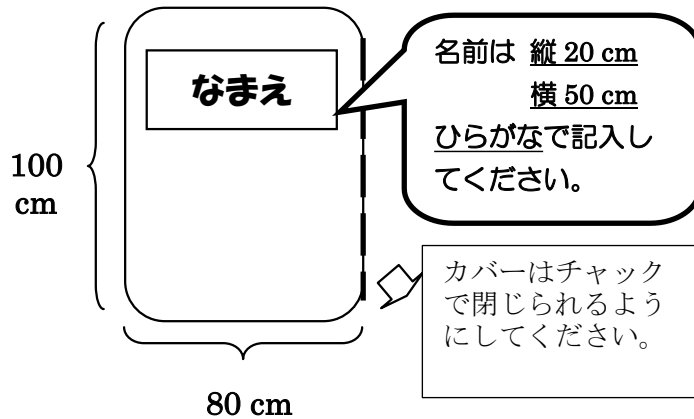 なまえ
名前は 縦 20 cm
横 50 cm
ひらがなで記入し
てください。
100
cm
カバーはチャック
で閉じられるよう
にしてください。
80 cm